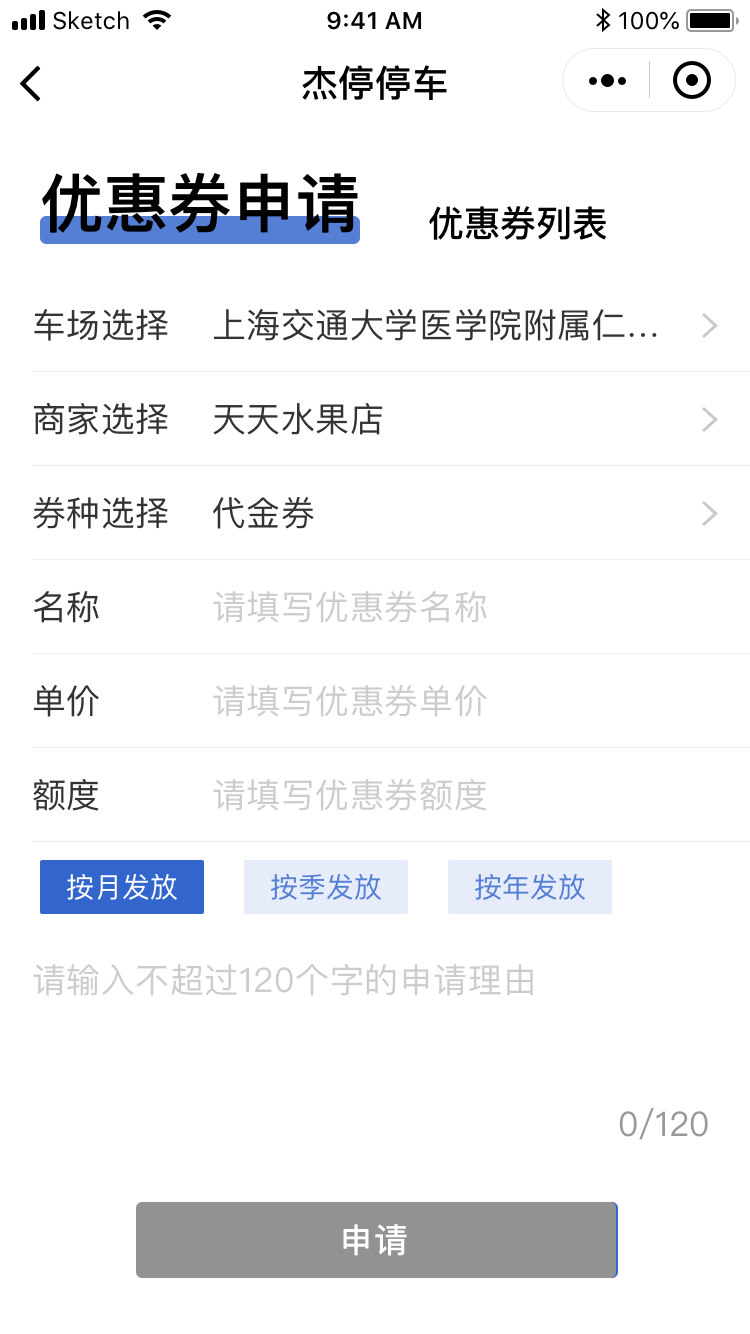 Sketch 9:41 AM 100%
杰停停车
优惠券申请 优惠券列表
车场选择 上海交通大学医学院附属仁...
商家选择 天天水果店
券种选择 代金券
名称 请填写优惠券名称
单价 请填写优惠券单价
额度 请填写优惠券额度
按月发放 按季发放 按年发放
请输入不超过120个字的申请理由
0/120
申请